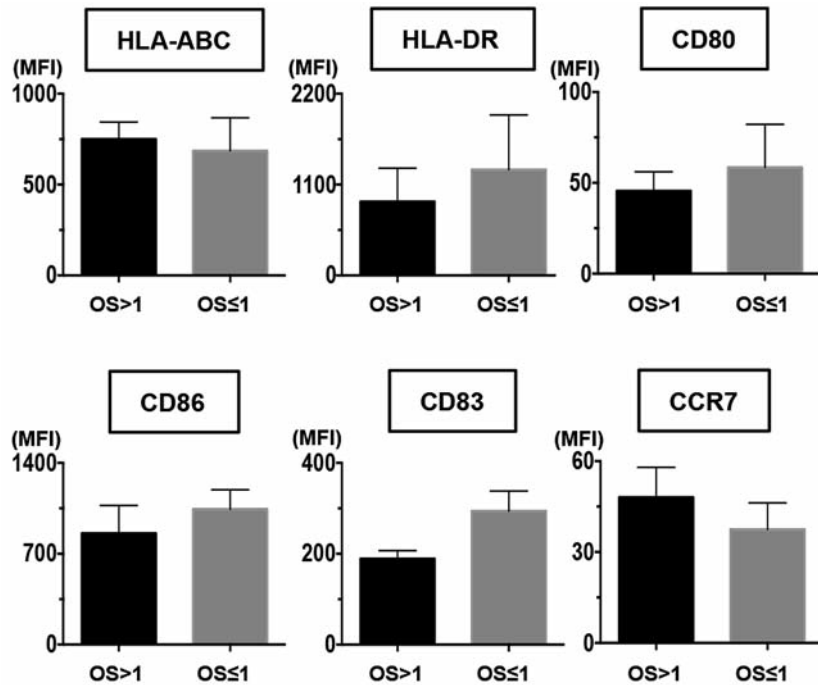 HLA-ABC HLA-DR CD80
(MFI) (MFI) (MFI)
1000 2200 100
500 1100 50
0 0 0
OS>1 OS≤1 OS>1 OS≤1 OS>1 OS≤1
CD86 CD83 CCR7
(MFI) (MFI) (MFI)
1400 400 60
700 200 30
0 0 0
OS>1 OS≤1 OS>1 OS≤1 OS>1 OS≤1